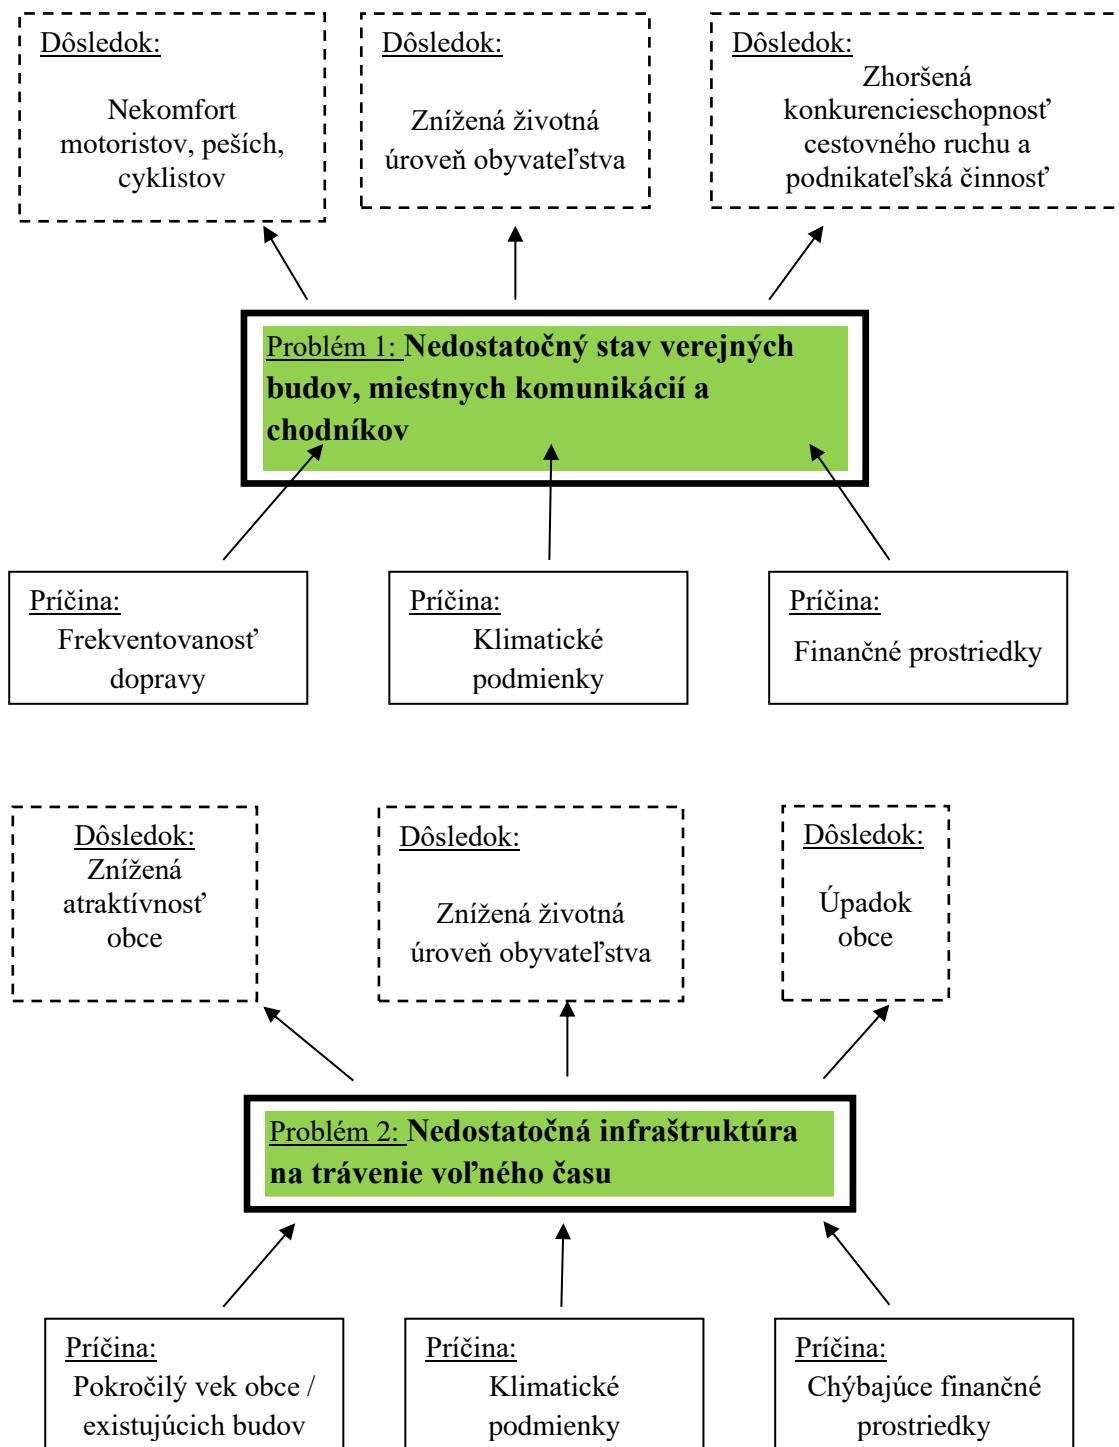 Dôsledok:
Nekomfort
motoristov, peších,
cyklistov
Dôsledok:
Znížená životná
úroveň obyvateľstva
Dôsledok:
Zhoršená
konkurencieschopnosť
cestovného ruchu a
podnikateľská činnosť
Problém 1: Nedostatočný stav verejných
budov, miestnych komunikácií a
chodníkov
Príčina:
Frekventovanosť
dopravy
Príčina:
Klimatické
podmienky
Príčina:
Finančné prostriedky
Dôsledok:
Znížená
atraktívnosť
obce
Dôsledok:
Znížená životná
úroveň obyvateľstva
Dôsledok:
Úpadok
obce
Problém 2: Nedostatočná infraštruktúra
na trávenie voľného času
Príčina:
Pokročilý vek obce /
existujúcich budov
Príčina:
Klimatické
podmienky
Príčina:
Chýbajúce finančné
prostriedky